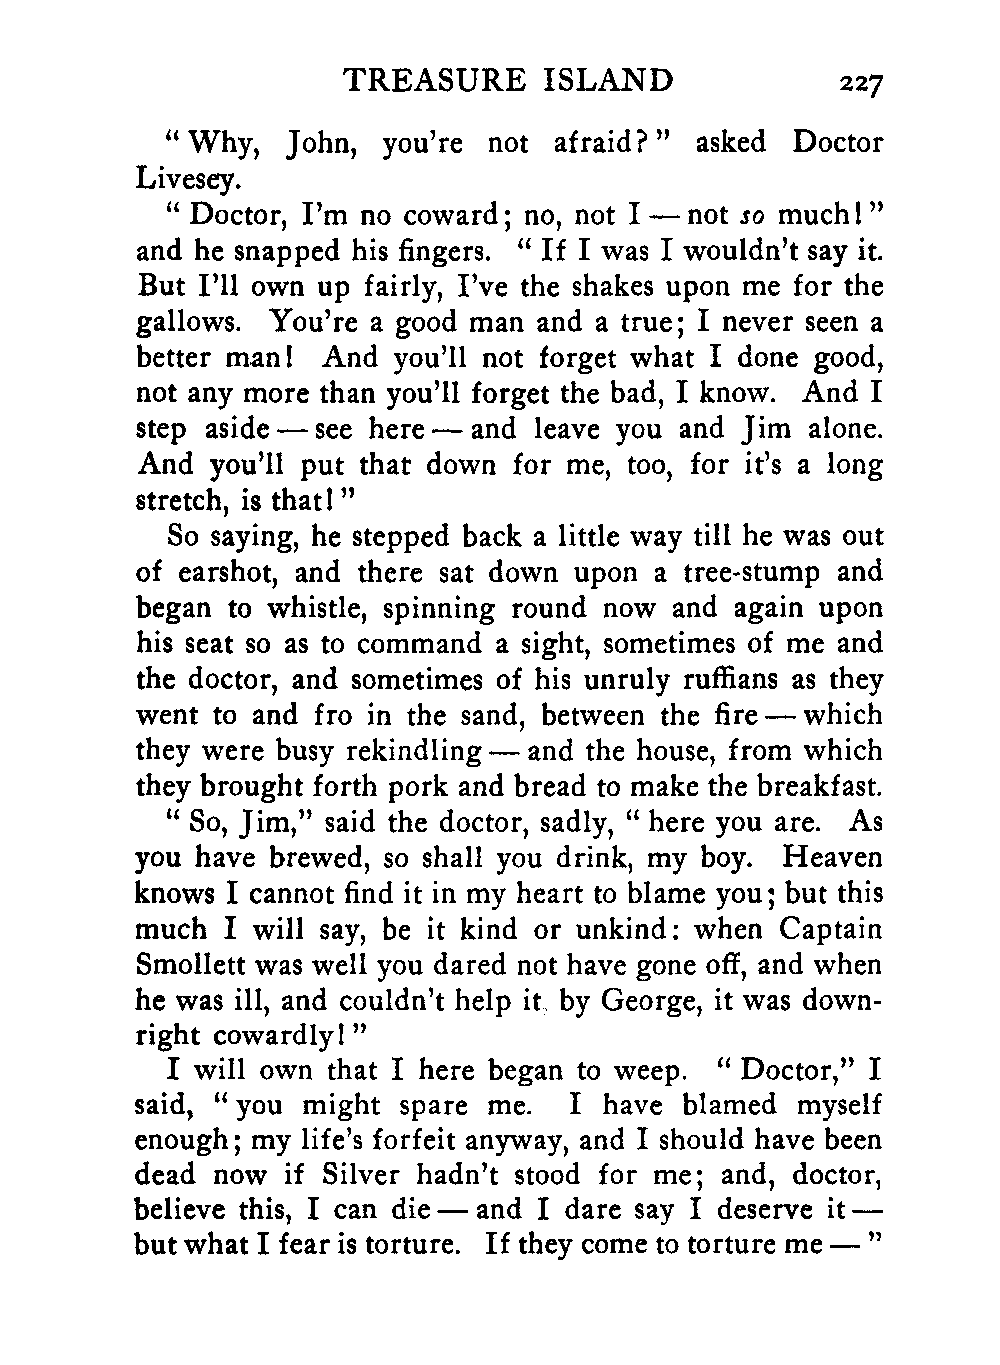 TREASURE ISLAND 227
“ Why, John, you’re not afraid? ” asked Doctor
Livesey.
“ Doctor, I’m no coward; no, not I — not so much! ”
and he snapped his fingers. “ If I was I wouldn’t say it.
But I’ll own up fairly, I’ve the shakes upon me for the
gallows. You’re a good man and a true; I never seen a
better man! And you’ll not forget what I done good,
not any more than you’ll forget the bad, I know. And I
step aside — see here — and leave you and Jim alone.
And you’ll put that down for me, too, for it’s a long
stretch, is that! ”
So saying, he stepped back a little way till he was out
of earshot, and there sat down upon a tree-stump and
began to whistle, spinning round now and again upon
his seat so as to command a sight, sometimes of me and
the doctor, and sometimes of his unruly ruffians as they
went to and fro in the sand, between the fire — which
they were busy rekindling — and the house, from which
they brought forth pork and bread to make the breakfast.
“ So, Jim,” said the doctor, sadly, “ here you are. As
you have brewed, so shall you drink, my boy. Heaven
knows I cannot find it in my heart to blame you; but this
much I will say, be it kind or unkind: when Captain
Smollett was well you dared not have gone off, and when
he was ill, and couldn’t help it, by George, it was down-
right cowardly! ”
I will own that I here began to weep. “ Doctor,” I
said, “ you might spare me. I have blamed myself
enough; my life’s forfeit anyway, and I should have been
dead now if Silver hadn’t stood for me; and, doctor,
believe this, I can die — and I dare say I deserve it —
but what I fear is torture. If they come to torture me — ”